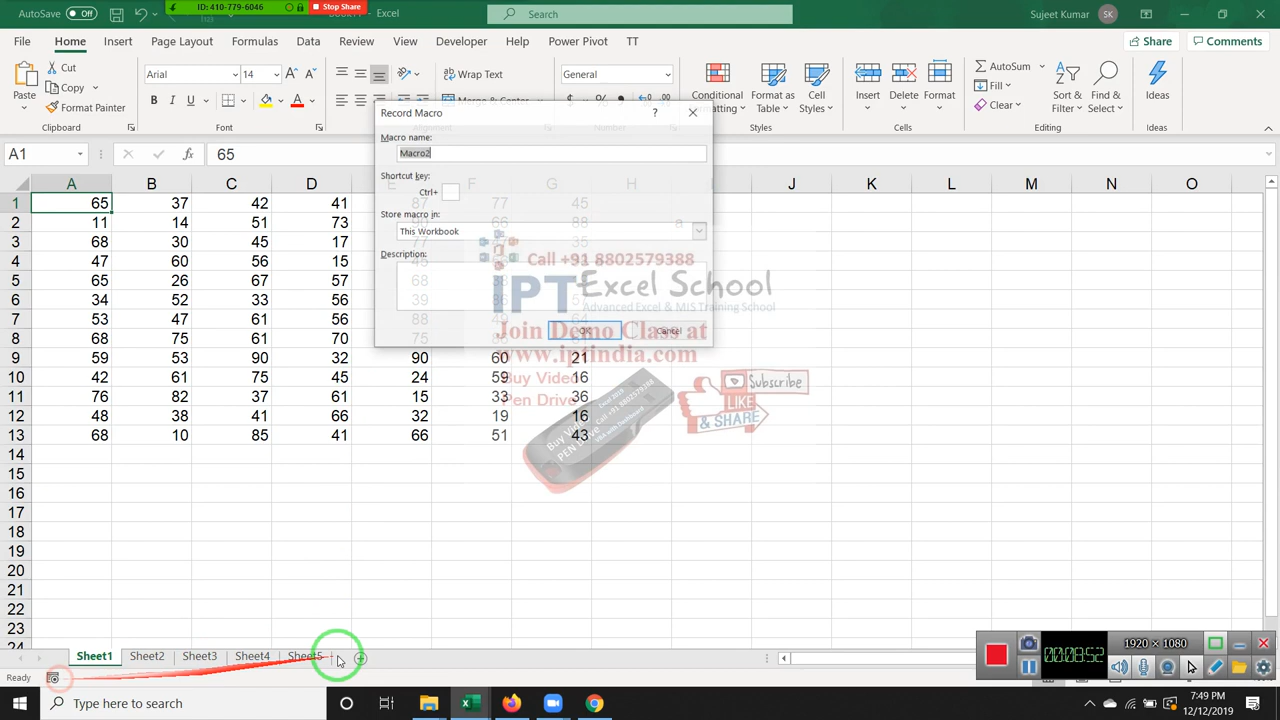 AutoSave Off
ID: 410-779-6046 Stop Share
- Excel
Search
Sujeet Kumar SK
File Home Insert Page Layout Formulas Data Review View Developer Help Power Pivot TT
Share Comments
Paste
Cut
Copy
Format Painter
Clipboard
Arial 14
B I U
Font
Wrap Text
General
Conditional Formatting
Format as Table
Cell Styles
Styles
Insert Delete Format
Cells
AutoSum
Fill
Clear
Sort & Filter
Find & Select
Editing
Ideas
Ideas
A1 fx 65
Record Macro ?
Macro name:
Macro2
Shortcut key:
Ctrl+
Store macro in:
This Workbook
Description:
OK Cancel
A B C D E F G H J K L M N O
1 65 37 42 41 87 77 45
2 11 14 51 73 90 66 88 a
3 68 30 45 17 35
4 47 60 56 15
5 65 26 67 57 68
6 34 52 33 56 39 57
7 53 47 61 56 88 64
8 68 75 61 70 75
9 59 53 90 32 90 60 21
10 42 61 75 45 24 59 16
11 76 82 37 61 15 33 36
12 48 38 41 66 32 19 16
13 68 10 85 41 66 51 43
14
15
16
17
18
19
20
21
22
23
24
Call +91 8802579388
IPT Excel School
Advanced Excel & MIS Training School
Join Demo Class at
www.iptindia.com
Buy Video
Pen Drive
Subscribe
LIKE
& SHARE
Sheet1 Sheet2 Sheet3 Sheet4 Sheet5
Ready
00:08:52
1920 × 1080
Type here to search
7:49 PM
12/12/2019